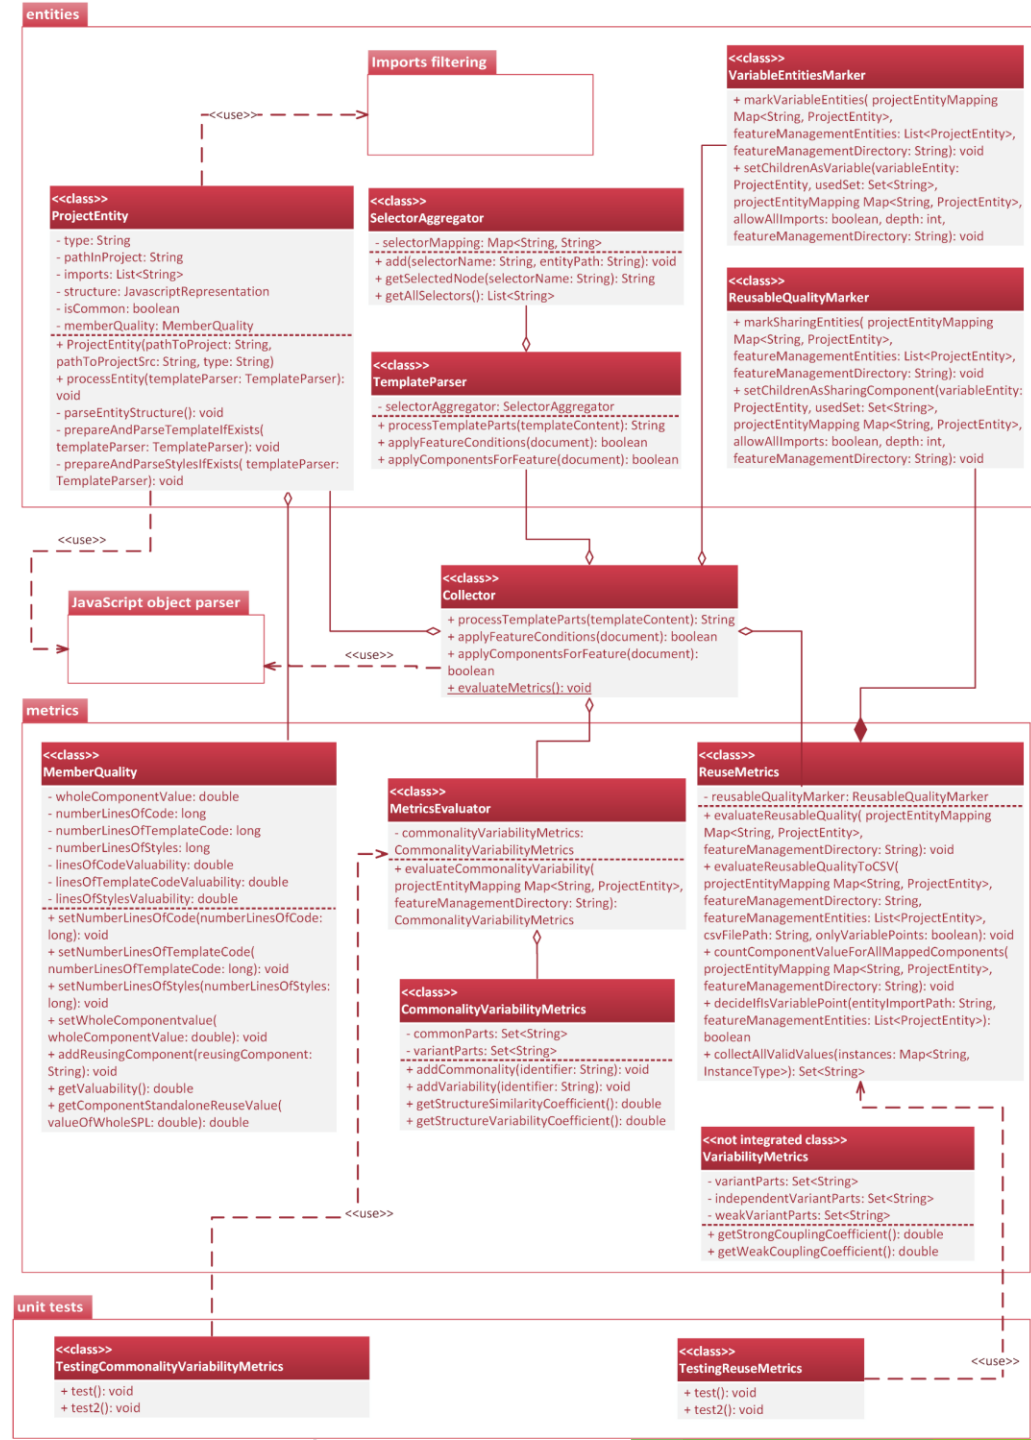 entities
Imports filtering
<<use>>
<<class>>
VariableEntitiesMarker
+ markVariableEntities( projectEntityMapping
Map<String, ProjectEntity>,
featureManagementEntities: List<ProjectEntity>,
featureManagementDirectory: String): void
+ setChildrenAsVariable(variableEntity:
ProjectEntity, usedSet: Set<String>,
projectEntityMapping Map<String, ProjectEntity>,
allowAllImports: boolean, depth: int,
featureManagementDirectory: String): void
<<class>>
ProjectEntity
- type: String
- pathInProject: String
- imports: List<String>
- structure: JavascriptRepresentation
- isCommon: boolean
- memberQuality: MemberQuality
+ ProjectEntity(pathToProject: String,
pathToProjectSrc: String, type: String)
+ processEntity(templateParser: TemplateParser):
void
- parseEntityStructure(): void
- prepareAndParseTemplateIfExists(
templateParser: TemplateParser): void
- prepareAndParseStylesIfExists( templateParser:
TemplateParser): void
<<class>>
SelectorAggregator
- selectorMapping: Map<String, String>
+ add(selectorName: String, entityPath: String): void
+ getSelectedNode(selectorName: String): String
+ getAllSelectors(): List<String>
<<class>>
ReusableQualityMarker
+ markSharingEntities( projectEntityMapping
Map<String, ProjectEntity>,
featureManagementEntities: List<ProjectEntity>,
featureManagementDirectory: String): void
+ setChildrenAsSharingComponent(variableEntity:
ProjectEntity, usedSet: Set<String>,
projectEntityMapping Map<String, ProjectEntity>,
allowAllImports: boolean, depth: int,
featureManagementDirectory: String): void
<<class>>
TemplateParser
- selectorAggregator: SelectorAggregator
+ processTemplateParts(templateContent): String
+ applyFeatureConditions(document): boolean
+ applyComponentsForFeature(document): boolean
<<use>>
JavaScript object parser
<<use>>
<<class>>
Collector
+ processTemplateParts(templateContent): String
+ applyFeatureConditions(document): boolean
+ applyComponentsForFeature(document):
boolean
+ evaluateMetrics(): void
metrics
<<class>>
MemberQuality
- wholeComponentValue: double
- numberLinesOfCode: long
- numberLinesOfTemplateCode: long
- numberLinesOfStyles: long
- linesOfCodeValuability: double
- linesOfTemplateCodeValuability: double
- linesOfStylesValuability: double
+ setNumberLinesOfCode(numberLinesOfCode:
long): void
+ setNumberLinesOfTemplateCode(
numberLinesOfTemplateCode: long): void
+ setNumberLinesOfStyles(numberLinesOfStyles:
long): void
+ setWholeComponentvalue(
wholeComponentValue: double): void
+ addReusingComponent(reusingComponent:
String): void
+ getValuability(): double
+ getComponentStandaloneReuseValue(
valueOfWholeSPL: double): double
<<class>>
MetricsEvaluator
- commonalityVariabilityMetrics:
CommonalityVariabilityMetrics
+ evaluateCommonalityVariability(
projectEntityMapping Map<String, ProjectEntity>,
featureManagementDirectory: String):
CommonalityVariabilityMetrics
<<class>>
ReuseMetrics
- reusableQualityMarker: ReusableQualityMarker
+ evaluateReusableQuality( projectEntityMapping
Map<String, ProjectEntity>,
featureManagementDirectory: String): void
+ evaluateReusableQualityToCSV(
projectEntityMapping Map<String, ProjectEntity>,
featureManagementDirectory: String,
featureManagementEntities: List<ProjectEntity>,
csvFilePath: String, onlyVariablePoints: boolean): void
+ countComponentValueForAllMappedComponents(
projectEntityMapping Map<String, ProjectEntity>,
featureManagementDirectory: String): void
+ decideIfIsVariablePoint(entityImportPath: String,
featureManagementEntities: List<ProjectEntity>):
boolean
+ collectAllValidValues(instances: Map<String,
InstanceType>): Set<String>
<<class>>
CommonalityVariabilityMetrics
- commonParts: Set<String>
- variantParts: Set<String>
+ addCommonality(identifier: String): void
+ addVariability(identifier: String): void
+ getStructureSimilarityCoefficient(): double
+ getStructureVariabilityCoefficient(): double
<<not integrated class>>
VariabilityMetrics
- variantParts: Set<String>
- independentVariantParts: Set<String>
- weakVariantParts: Set<String>
+ getStrongCouplingCoefficient(): double
+ getWeakCouplingCoefficient(): double
<<use>>
unit tests
<<class>>
TestingCommonalityVariabilityMetrics
+ test(): void
+ test2(): void
<<class>>
TestingReuseMetrics
+ test(): void
+ test2(): void
<<use>>